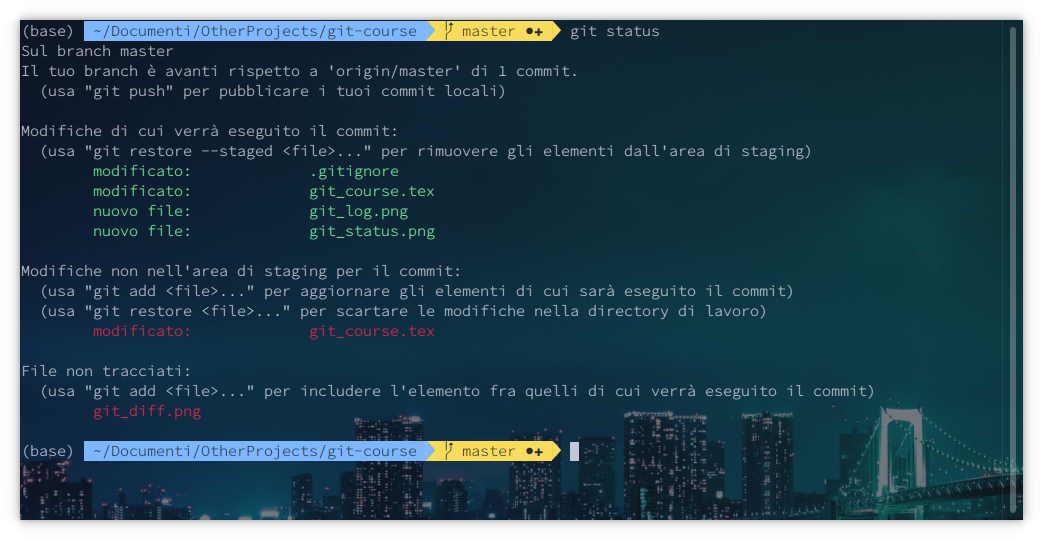 (base) ~/Documenti/OtherProjects/git-course master ●✚ git status
Sul branch master
Il tuo branch è avanti rispetto a 'origin/master' di 1 commit.
(usa "git push" per pubblicare i tuoi commit locali)
Modifiche di cui verrà eseguito il commit:
(usa "git restore --staged <file>..." per rimuovere gli elementi dall'area di staging)
modificato: .gitignore
modificato: git_course.tex
nuovo file: git_log.png
nuovo file: git_status.png
Modifiche non nell'area di staging per il commit:
(usa "git add <file>..." per aggiornare gli elementi di cui sarà eseguito il commit)
(usa "git restore <file>..." per scartare le modifiche nella directory di lavoro)
modificato: git_course.tex
File non tracciati:
(usa "git add <file>..." per includere l'elemento fra quelli di cui verrà eseguito il commit)
git_diff.png
(base) ~/Documenti/OtherProjects/git-course master ●✚